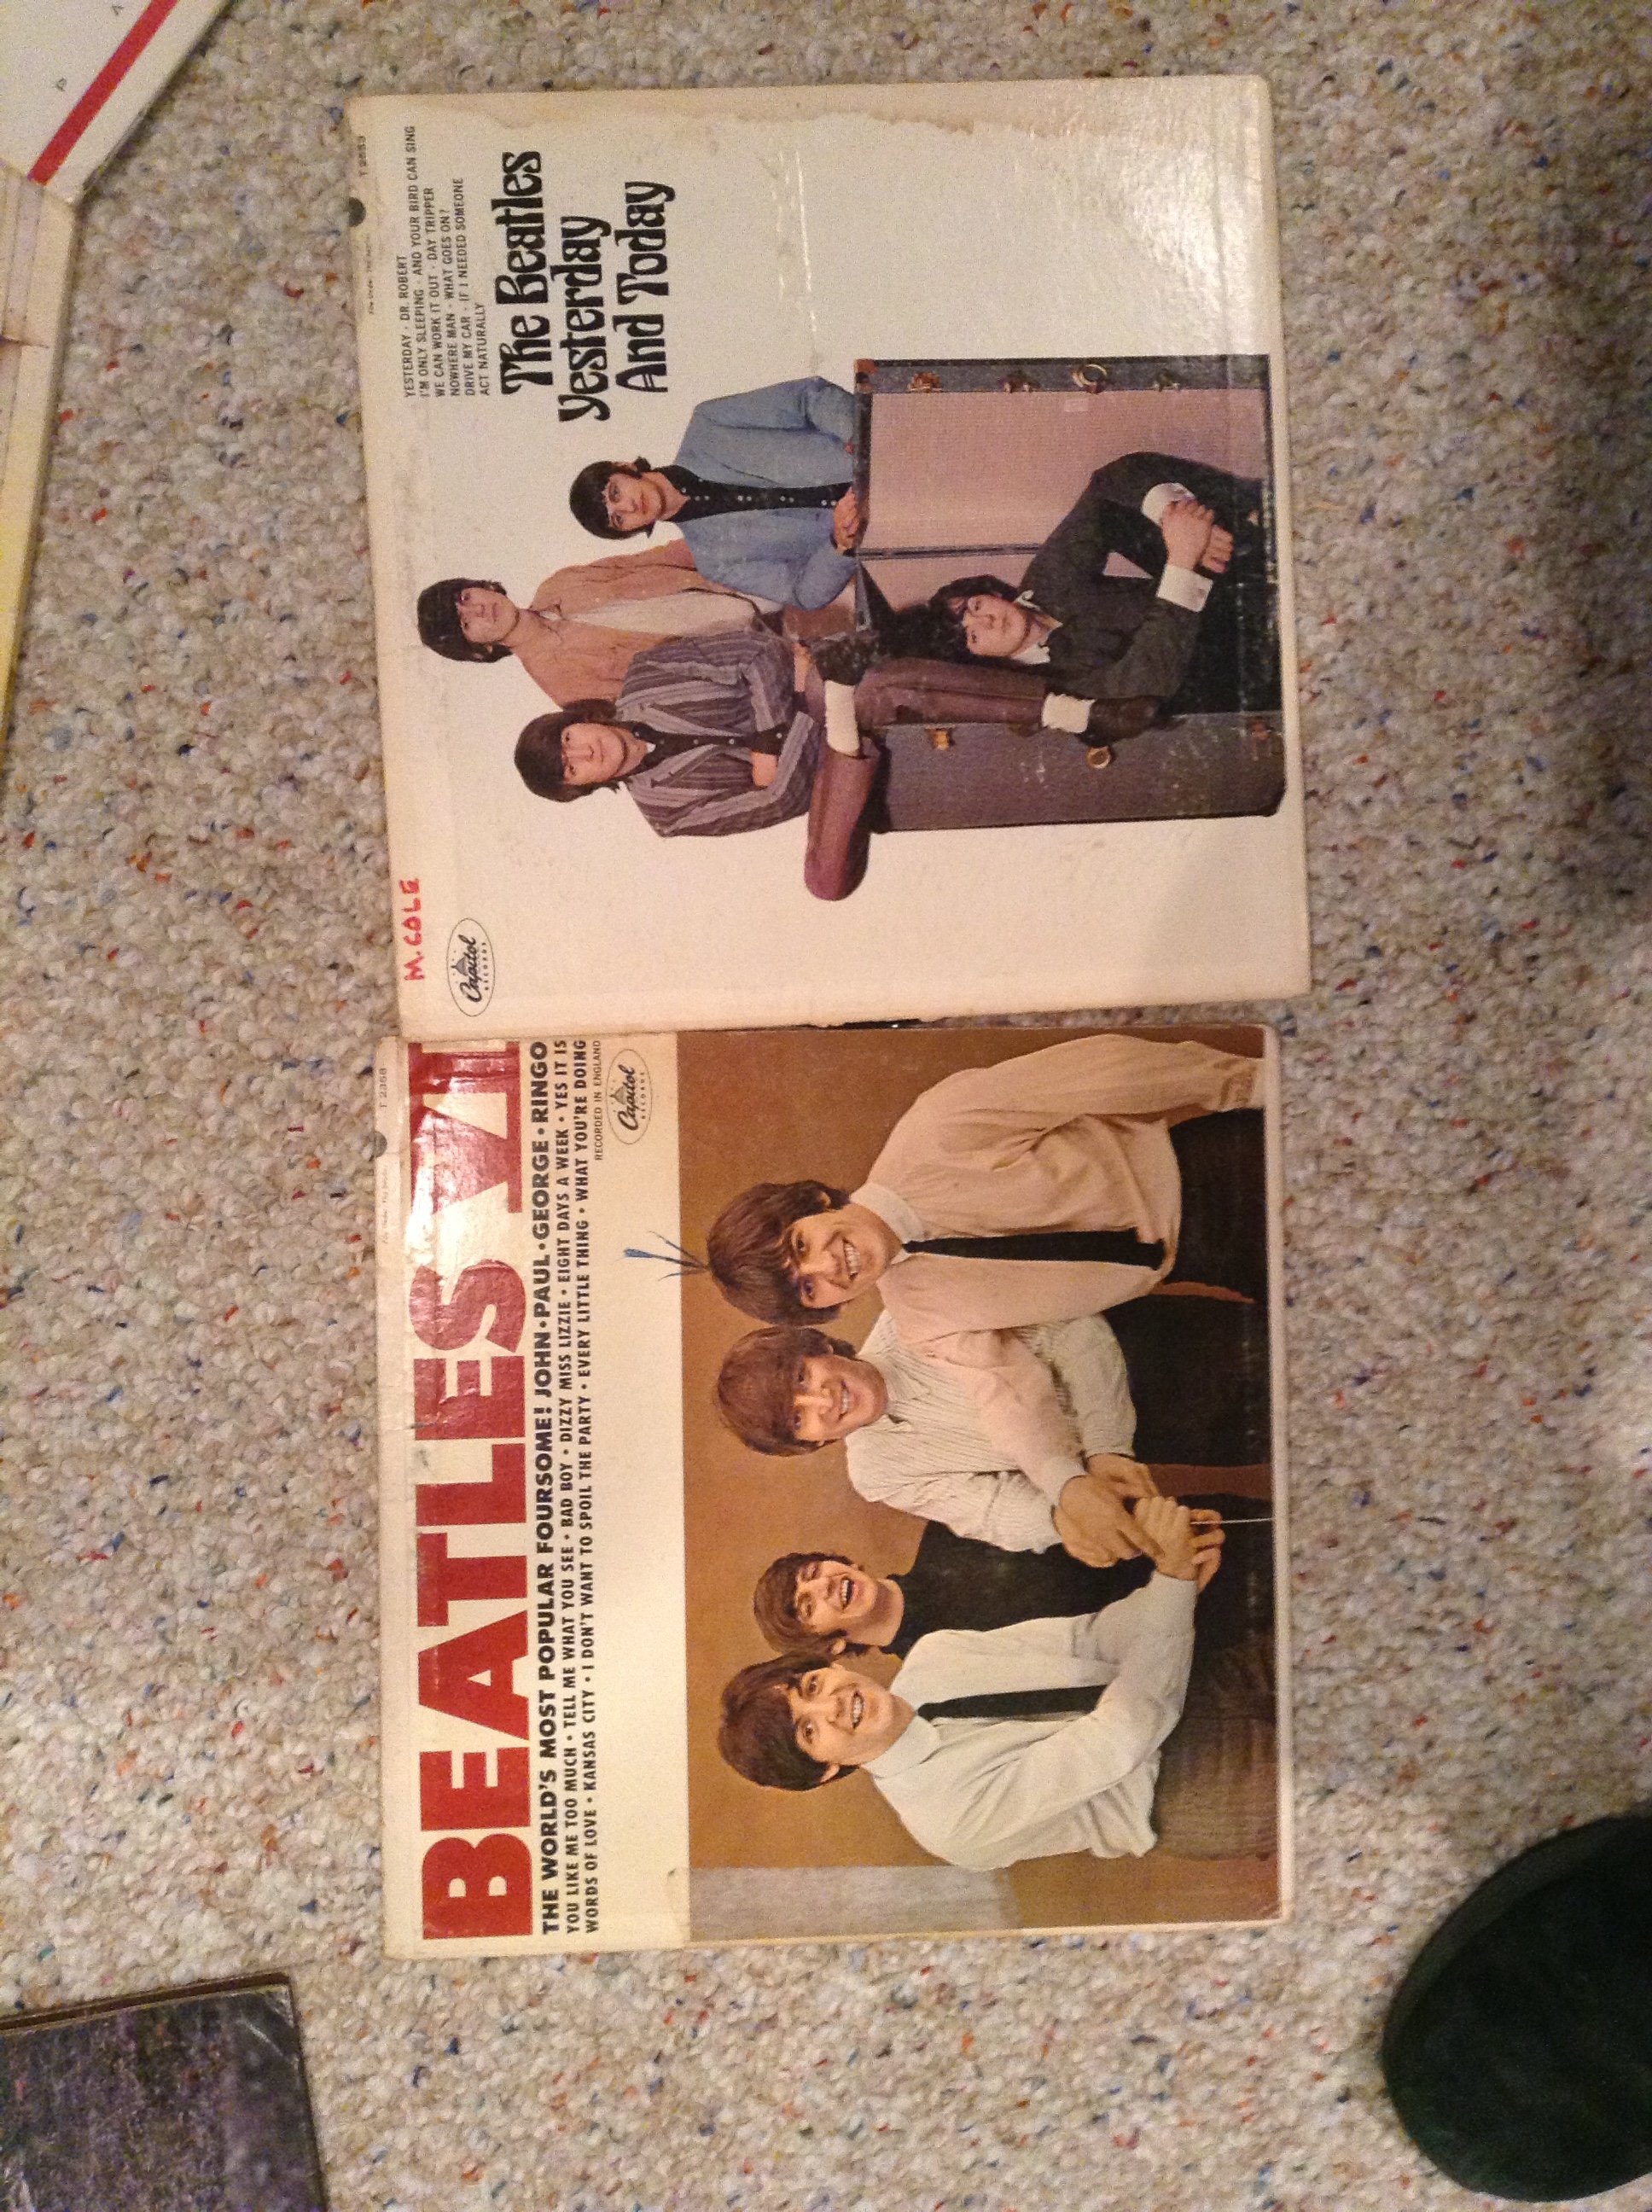 T 2358
BEATLES VI
THE WORLD'S MOST POPULAR FOURSOME! JOHN • PAUL • GEORGE • RINGO
YOU LIKE ME TOO MUCH • TELL ME WHAT YOU SEE • BAD BOY • DIZZY MISS LIZZIE • EIGHT DAYS A WEEK • YES IT IS
WORDS OF LOVE • KANSAS CITY • I DON'T WANT TO SPOIL THE PARTY • EVERY LITTLE THING • WHAT YOU'RE DOING
RECORDED IN ENGLAND
Capitol
RECORDS
T 2553
M. COLE
Capitol
RECORDS
YESTERDAY · DR. ROBERT
I'M ONLY SLEEPING · AND YOUR BIRD CAN SING
WE CAN WORK IT OUT · DAY TRIPPER
NOWHERE MAN · WHAT GOES ON?
DRIVE MY CAR · IF I NEEDED SOMEONE
ACT NATURALLY
The Beatles
Yesterday
And Today